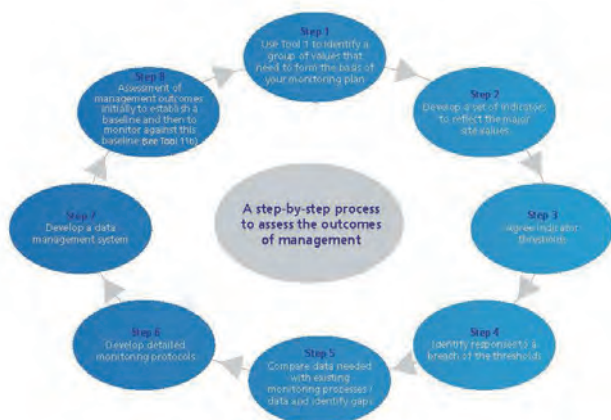 Step 1
Use Tool 1 to identify a
group of values that
need to form the basis of
your monitoring plan
Step 2
Develop a set of indicators
to reflect the major
site values
Step 3
Agree indicator
thresholds
Step 4
Identify responses to a
breach of the thresholds
Step 5
Compare data needed
with existing
monitoring processes /
data and identify gaps
Step 6
Develop detailed
monitoring protocols
Step 7
Develop a data
management system
Step 8
Assessment of
management outcomes
initially to establish a
baseline and then to
monitor against this
baseline (see Tool 11b)
A step-by-step process
to assess the outcomes
of management